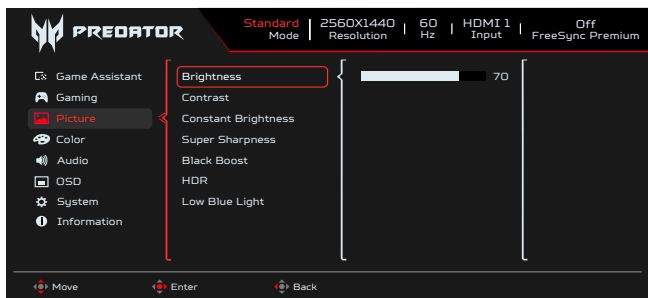 PREDATOR
Standard Mode
2560X1440 Resolution
60 Hz
HDMI 1 Input
Off FreeSync Premium
Game Assistant
Gaming
Picture
Color
Audio
OSD
System
Information
Brightness
Contrast
Constant Brightness
Super Sharpness
Black Boost
HDR
Low Blue Light
70
Move
Enter
Back